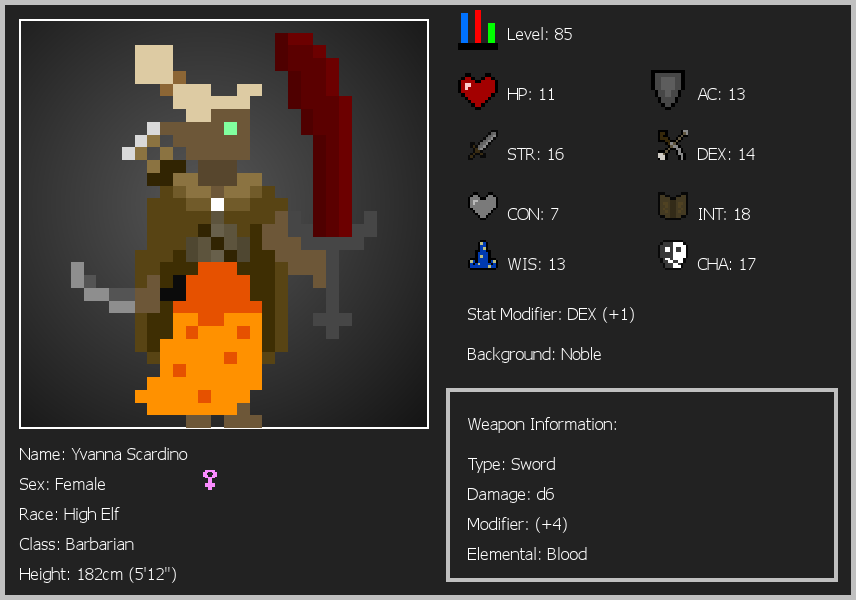 Level: 85
HP: 11
AC: 13
STR: 16
DEX: 14
CON: 7
INT: 18
WIS: 13
CHA: 17
Stat Modifier: DEX (+1)
Background: Noble
Weapon Information:
Type: Sword
Damage: d6
Modifier: (+4)
Elemental: Blood
Name: Yvanna Scardino
Sex: Female
Race: High Elf
Class: Barbarian
Height: 182cm (5'12")